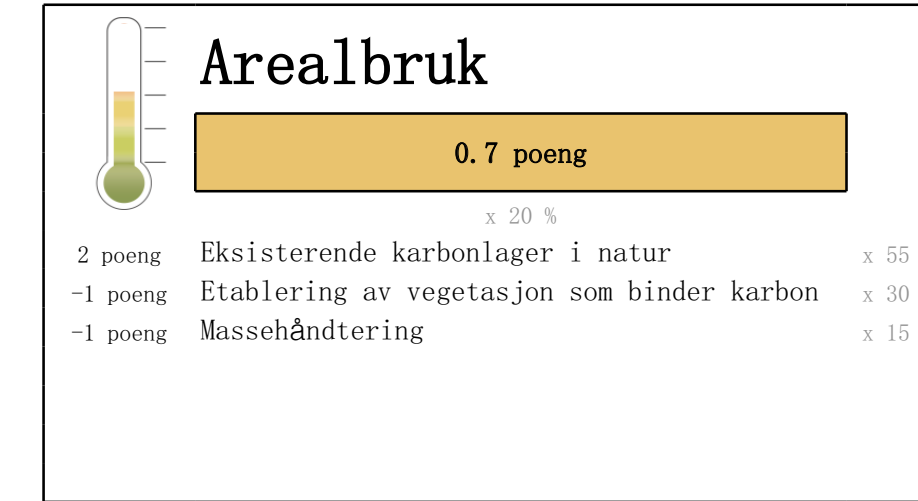 Arealbruk
0.7 poeng
x 20 %
2 poeng Eksisterende karbonlager i natur x 55
-1 poeng Etablering av vegetasjon som binder karbon x 30
-1 poeng Massehåndtering x 15